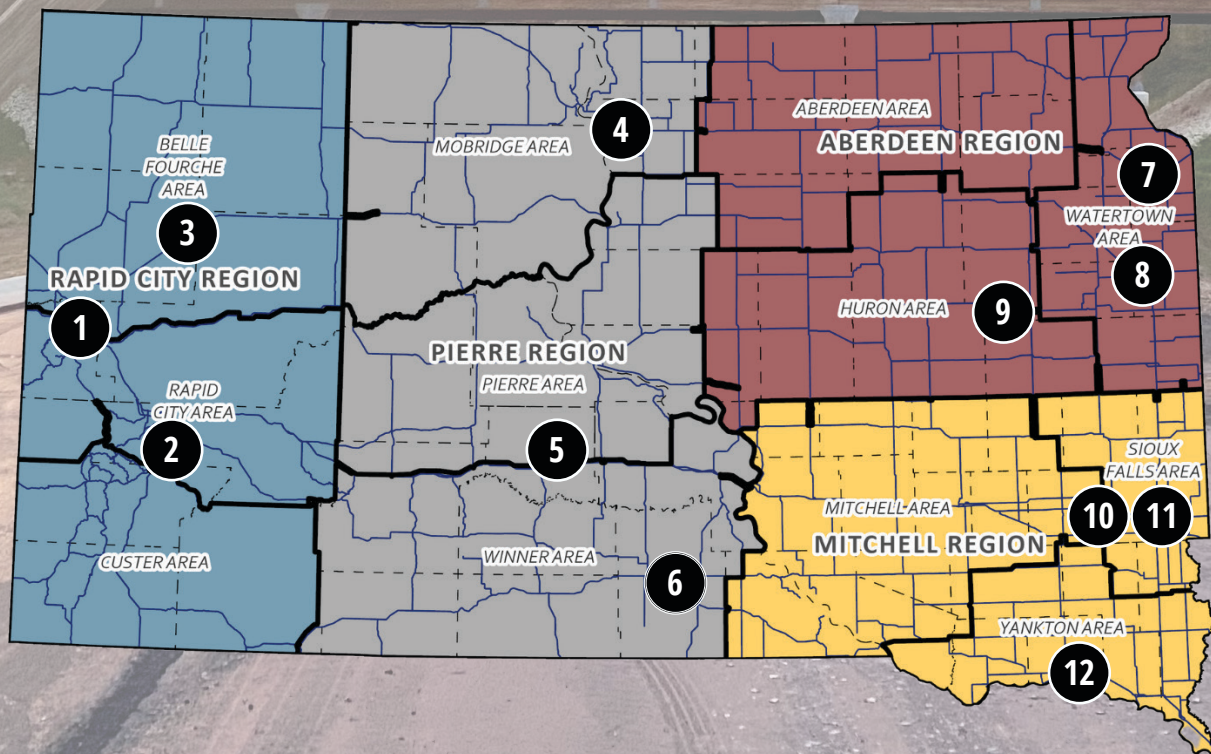 4
ABERDEEN AREA
ABERDEEN REGION
MOBRIDGE AREA
BELLE
FOURCHE
AREA
3
RAPID CITY REGION
1
7
WATERTOWN
AREA
8
HURON AREA
9
PIERRE REGION
PIERRE AREA
5
RAPID
CITY AREA
2
SIOUX
FALLS AREA
10
11
MITCHELL AREA
MITCHELL REGION
CUSTER AREA
WINNER AREA
6
YANKTON AREA
12